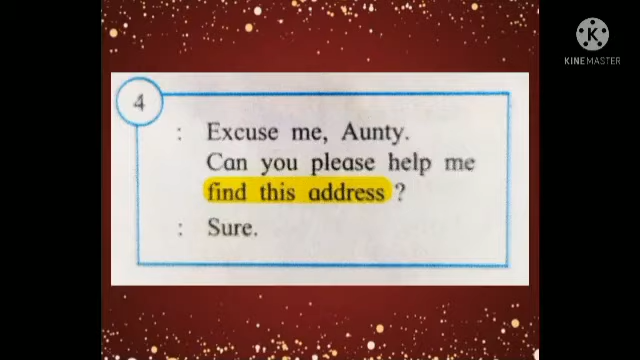 K
KINEMASTER
4
: Excuse me, Aunty.
Can you please help me
find this address ?
: Sure.